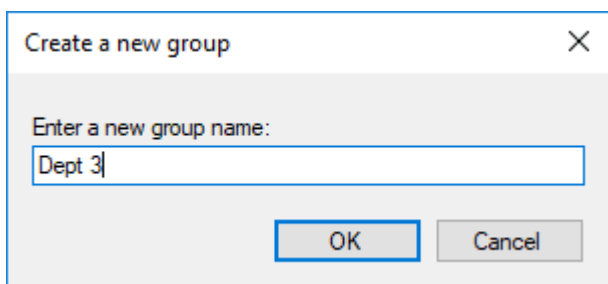 Create a new group
Enter a new group name:
Dept 3
OK
Cancel